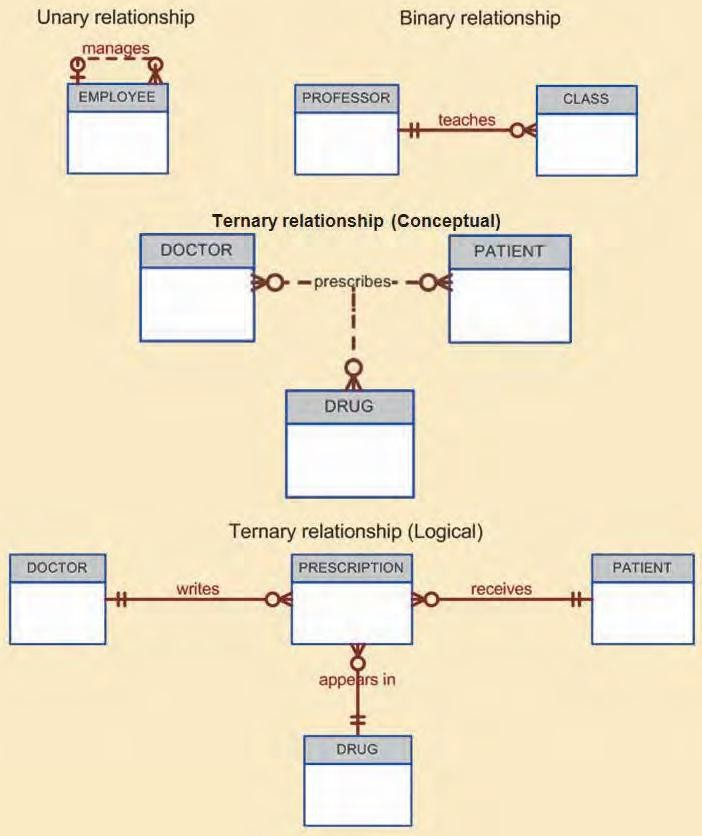 Unary relationship
Binary relationship
manages
EMPLOYEE
PROFESSOR
teaches
CLASS
Ternary relationship (Conceptual)
DOCTOR
prescribes
PATIENT
DRUG
Ternary relationship (Logical)
DOCTOR
writes
PRESCRIPTION
receives
PATIENT
appears in
DRUG